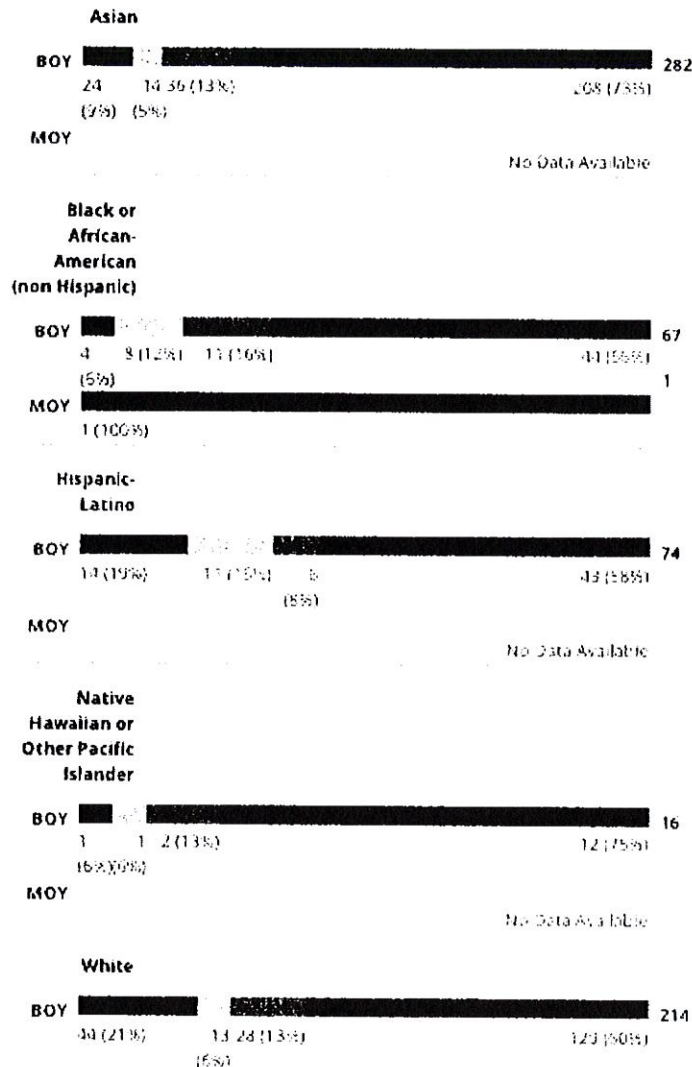 Asian
BOY 282
24 14 36 (13%) 208 (73%)
(9%) (5%)
MOY
No Data Available
Black or
African-
American
(non Hispanic)
BOY 67
4 8 (12%) 11 (16%) 44 (66%)
(6%) 1
MOY
1 (100%)
Hispanic-
Latino
BOY 74
14 (19%) 11 (15%) 6 43 (58%)
(8%)
MOY
No Data Available
Native
Hawaiian or
Other Pacific
Islander
BOY 16
1 1 2 (13%) 12 (75%)
(6%)(6%)
MOY
No Data Available
White
BOY 214
44 (21%) 13 28 (13%) 129 (60%)
(6%)